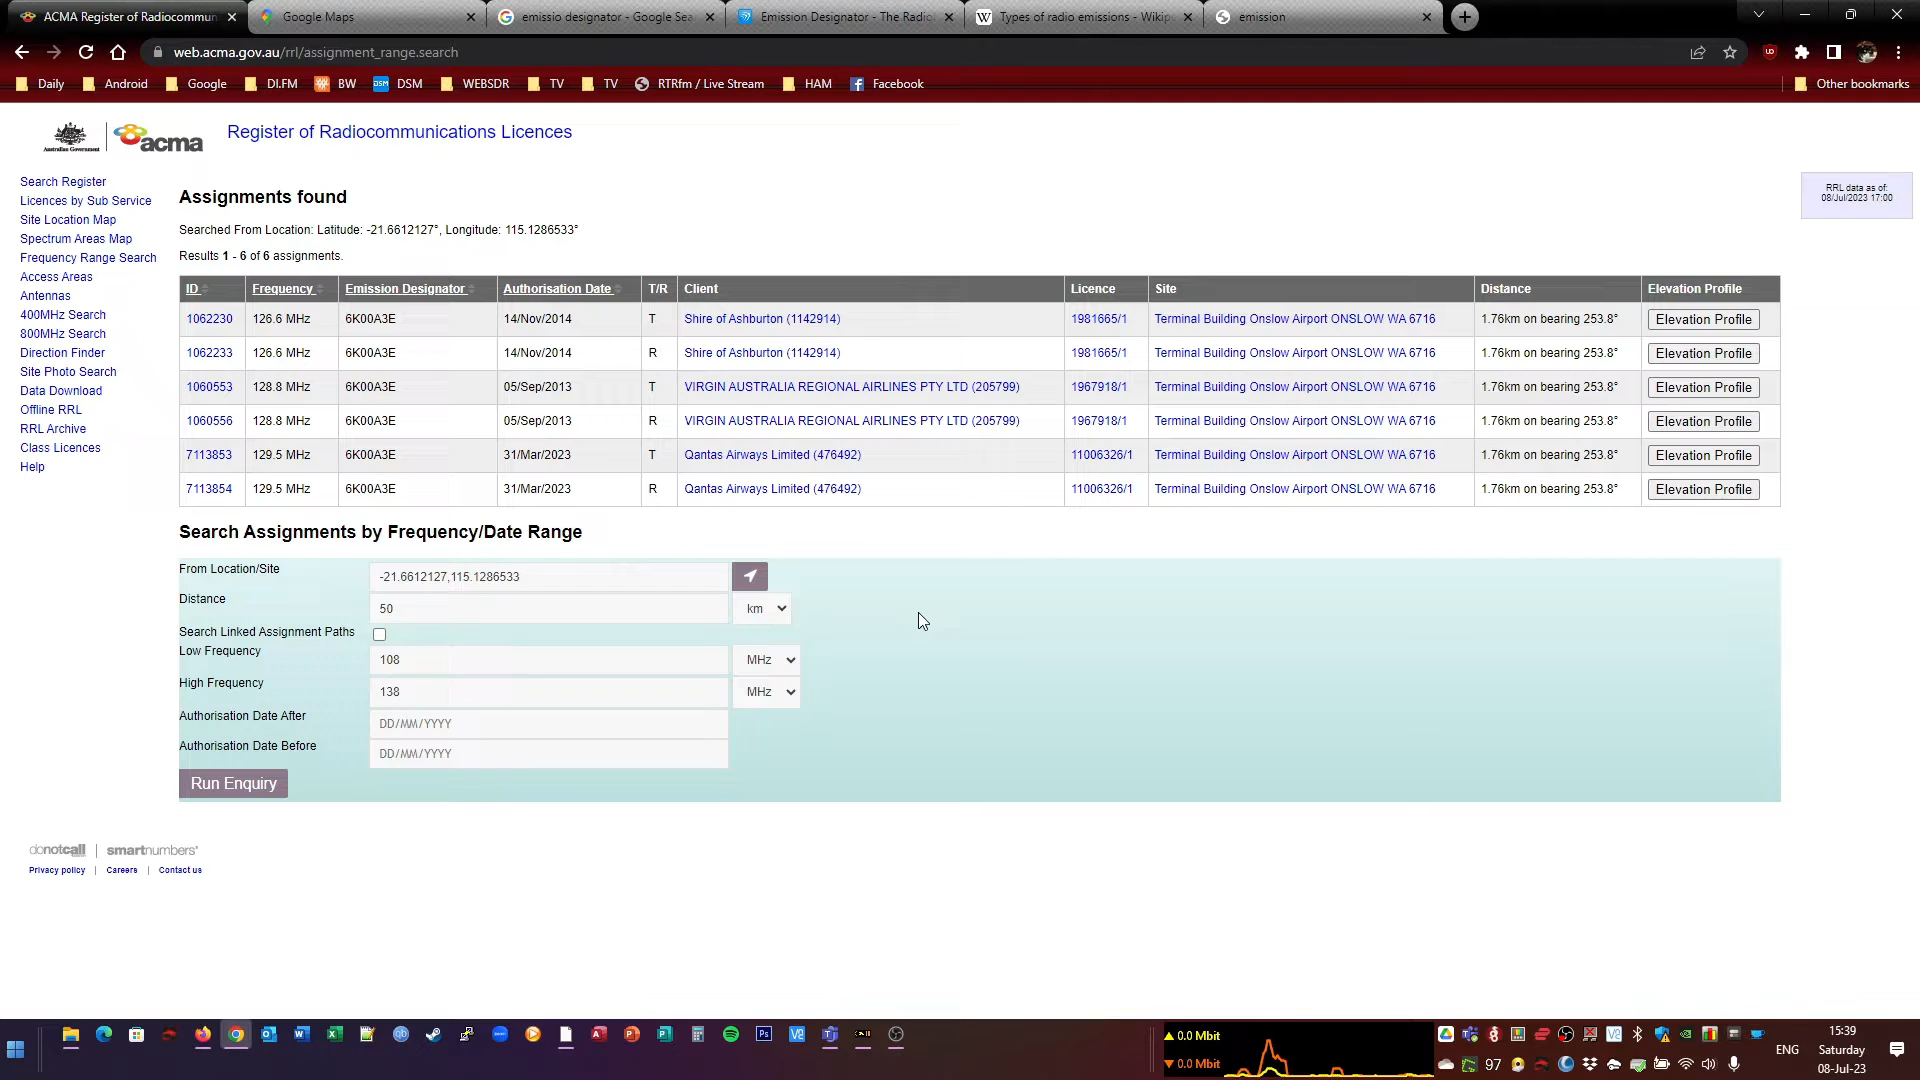 ACMA Register of Radiocommun
Google Maps
emissio designator - Google Sea
Emission Designator - The Radio
Types of radio emissions - Wikip
emission
web.acma.gov.au/rrl/assignment_range.search
Daily
Android
Google
DI.FM
BW
DSM
WEBSDR
TV
TV
RTRfm / Live Stream
HAM
Facebook
Other bookmarks
Australian Government
acma
Register of Radiocommunications Licences
RRL data as of:
08/Jul/2023 17:00
Search Register
Licences by Sub Service
Site Location Map
Spectrum Areas Map
Frequency Range Search
Access Areas
Antennas
400MHz Search
800MHz Search
Direction Finder
Site Photo Search
Data Download
Offline RRL
RRL Archive
Class Licences
Help
Assignments found
Searched From Location: Latitude: -21.6612127°, Longitude: 115.1286533°
Results 1 - 6 of 6 assignments.
ID Frequency Emission Designator Authorisation Date T/R Client Licence Site Distance Elevation Profile
1062230 126.6 MHz 6K00A3E 14/Nov/2014 T Shire of Ashburton (1142914) 1981665/1 Terminal Building Onslow Airport ONSLOW WA 6716 1.76km on bearing 253.8° Elevation Profile
1062233 126.6 MHz 6K00A3E 14/Nov/2014 R Shire of Ashburton (1142914) 1981665/1 Terminal Building Onslow Airport ONSLOW WA 6716 1.76km on bearing 253.8° Elevation Profile
1060553 128.8 MHz 6K00A3E 05/Sep/2013 T VIRGIN AUSTRALIA REGIONAL AIRLINES PTY LTD (205799) 1967918/1 Terminal Building Onslow Airport ONSLOW WA 6716 1.76km on bearing 253.8° Elevation Profile
1060556 128.8 MHz 6K00A3E 05/Sep/2013 R VIRGIN AUSTRALIA REGIONAL AIRLINES PTY LTD (205799) 1967918/1 Terminal Building Onslow Airport ONSLOW WA 6716 1.76km on bearing 253.8° Elevation Profile
7113853 129.5 MHz 6K00A3E 31/Mar/2023 T Qantas Airways Limited (476492) 11006326/1 Terminal Building Onslow Airport ONSLOW WA 6716 1.76km on bearing 253.8° Elevation Profile
7113854 129.5 MHz 6K00A3E 31/Mar/2023 R Qantas Airways Limited (476492) 11006326/1 Terminal Building Onslow Airport ONSLOW WA 6716 1.76km on bearing 253.8° Elevation Profile
Search Assignments by Frequency/Date Range
From Location/Site -21.6612127,115.1286533
Distance 50 km
Search Linked Assignment Paths
Low Frequency 108 MHz
High Frequency 138 MHz
Authorisation Date After DD/MM/YYYY
Authorisation Date Before DD/MM/YYYY
Run Enquiry
donotcall | smartnumbers
Privacy policy | Careers | Contact us
0.0 Mbit
0.0 Mbit
97
ENG
15:39
Saturday
08-Jul-23